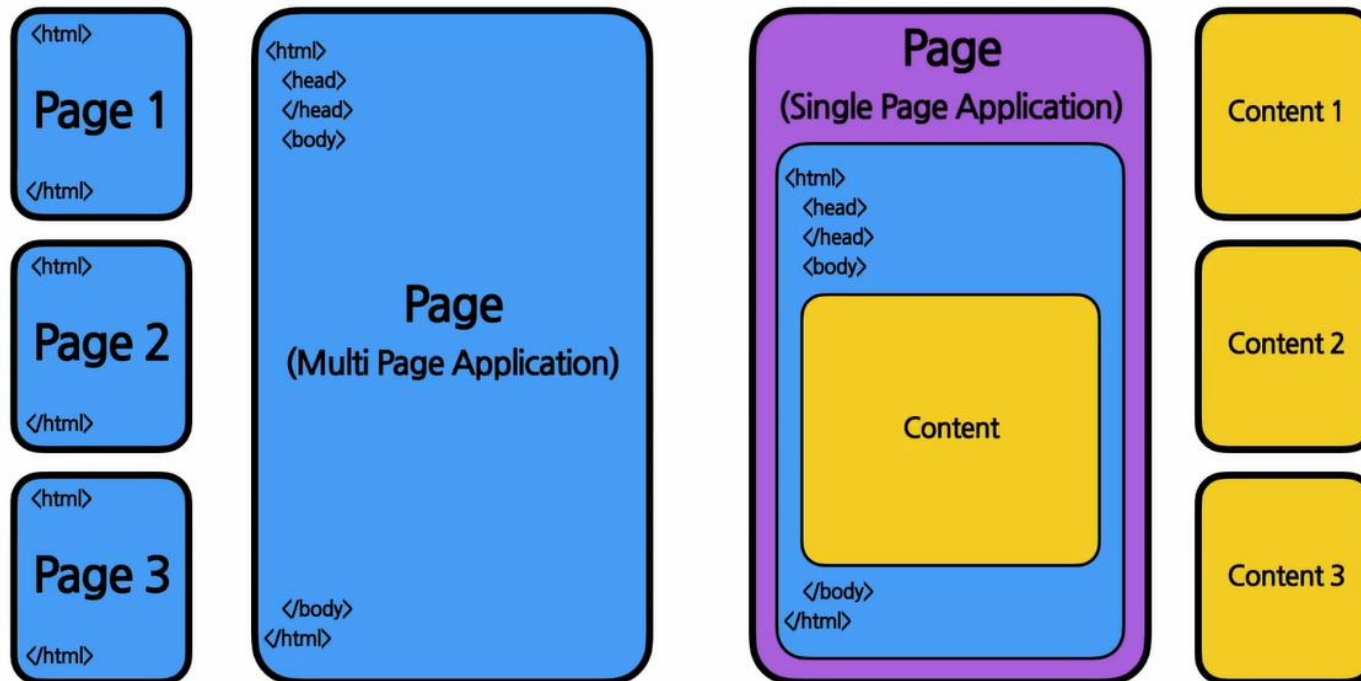 <html>
Page 1
</html>
<html>
Page 2
</html>
<html>
Page 3
</html>
<html>
<head>
</head>
<body>
Page
(Multi Page Application)
</body>
</html>
Page
(Single Page Application)
<html>
<head>
</head>
<body>
Content
</body>
</html>
Content 1
Content 2
Content 3